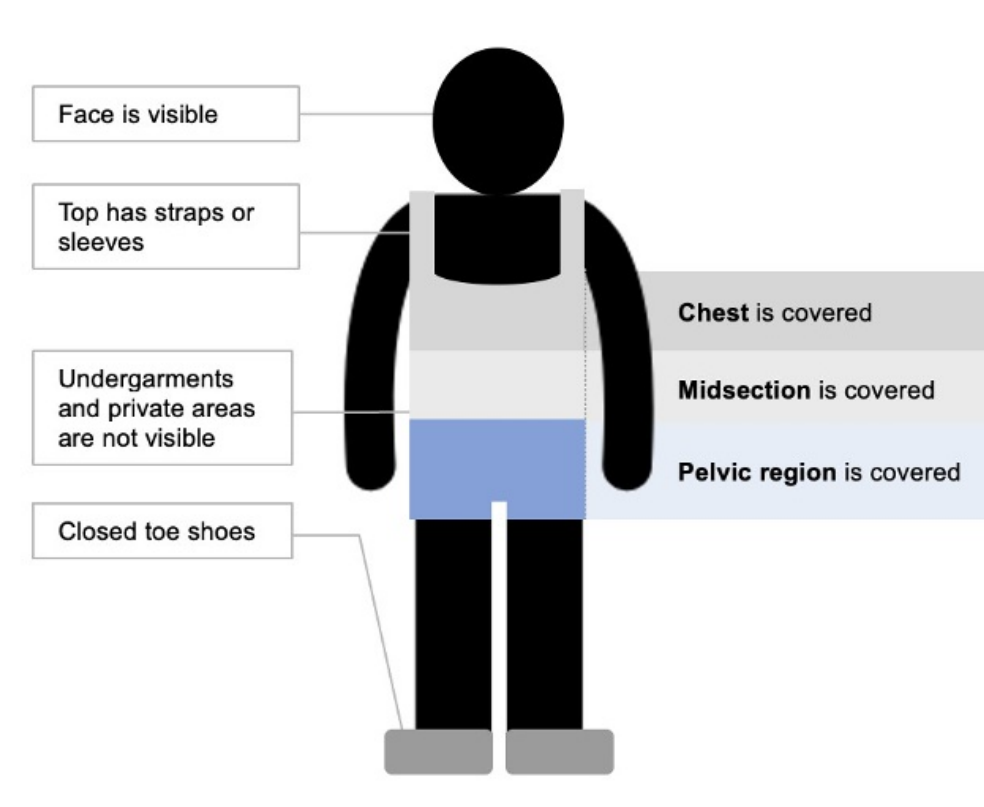 Face is visible
Top has straps or
sleeves
Undergarments
and private areas
are not visible
Closed toe shoes
Chest is covered
Midsection is covered
Pelvic region is covered